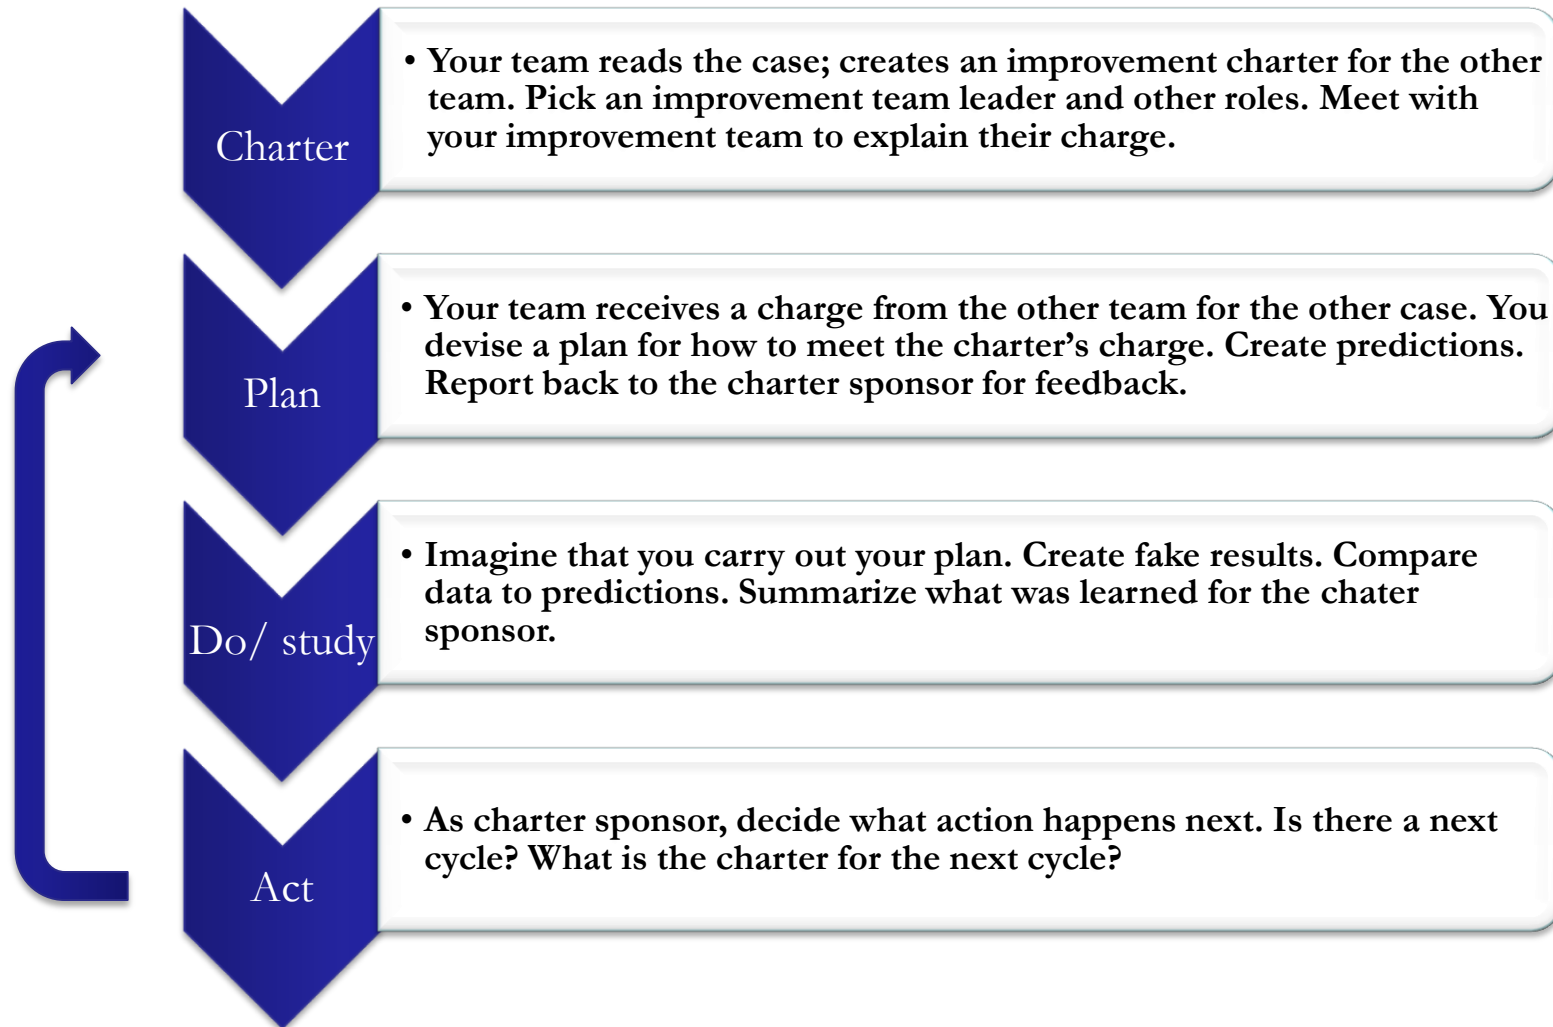 Charter
• Your team reads the case; creates an improvement charter for the other
team. Pick an improvement team leader and other roles. Meet with
your improvement team to explain their charge.
Plan
• Your team receives a charge from the other team for the other case. You
devise a plan for how to meet the charter’s charge. Create predictions.
Report back to the charter sponsor for feedback.
Do/ study
• Imagine that you carry out your plan. Create fake results. Compare
data to predictions. Summarize what was learned for the chater
sponsor.
Act
• As charter sponsor, decide what action happens next. Is there a next
cycle? What is the charter for the next cycle?